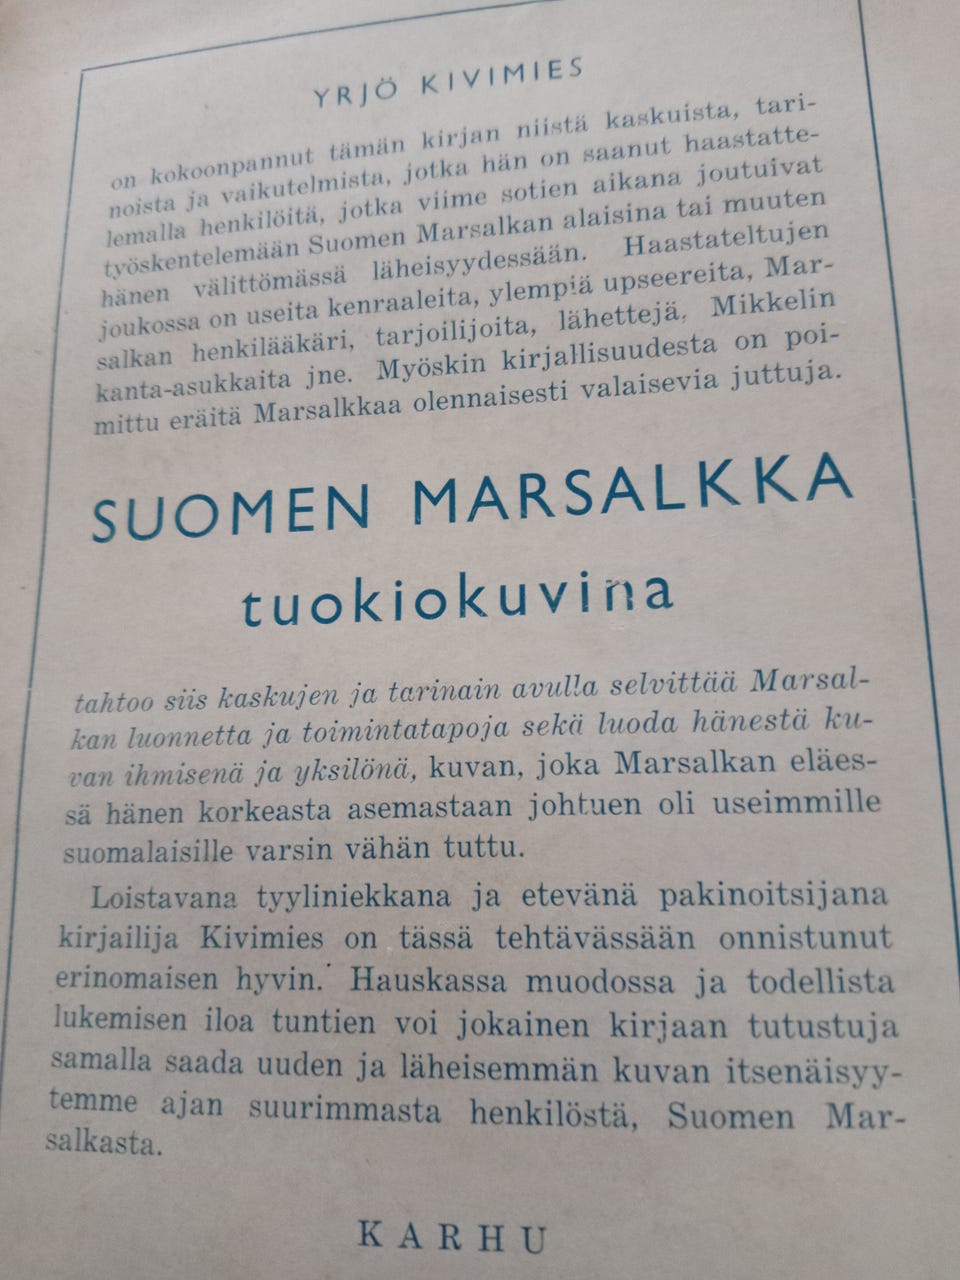 YRJÖ KIVIMIES
on kokoonpannut tämän kirjan niistä kaskuista, tari-
noista ja vaikutelmista, jotka hän on saanut haastatte-
lemalla henkilöitä, jotka viime sotien aikana joutuivat
työskentelemään Suomen Marsalkan alaisina tai muuten
hänen välittömässä läheisyydessään. Haastateltujen
joukossa on useita kenraaleita, ylempiä upseereita, Mar-
salkan henkilääkäri, tarjoilijoita, lähettejä, Mikkelin
kanta-asukkaita jne. Myöskin kirjallisuudesta on poi-
mittu eräitä Marsalkkaa olennaisesti valaisevia juttuja.
SUOMEN MARSALKKA
tuokiokuvina
tahtoo siis kaskujen ja tarinain avulla selvittää Marsal-
kan luonnetta ja toimintatapoja sekä luoda hänestä ku-
van ihmisenä ja yksilönä, kuvan, joka Marsalkan eläes-
sä hänen korkeasta asemastaan johtuen oli useimmille
suomalaisille varsin vähän tuttu.
Loistavana tyyliniekkana ja etevänä pakinoitsijana
kirjailija Kivimies on tässä tehtävässään onnistunut
erinomaisen hyvin. Hauskassa muodossa ja todellista
lukemisen iloa tuntien voi jokainen kirjaan tutustuja
samalla saada uuden ja läheisemmän kuvan itsenäisyy-
temme ajan suurimmasta henkilöstä, Suomen Mar-
salkasta.
KARHU